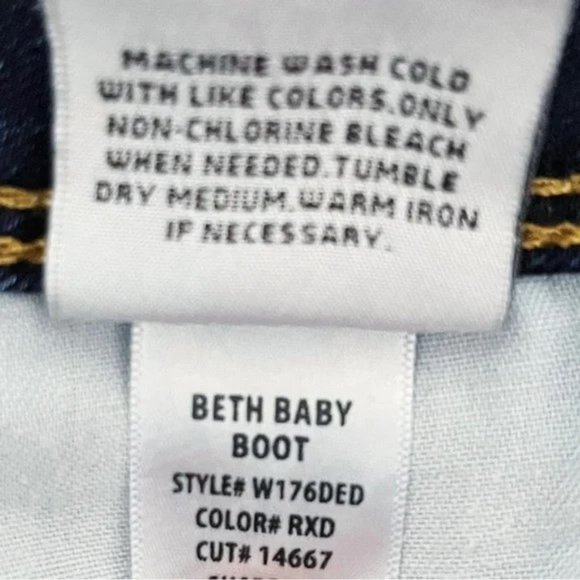 MACHINE WASH COLD
WITH LIKE COLORS.ONLY
NON-CHLORINE BLEACH
WHEN NEEDED.TUMBLE
DRY MEDIUM.WARM IRON
IF NECESSARY.
BETH BABY
BOOT
STYLE# W176DED
COLOR# RXD
CUT# 14667